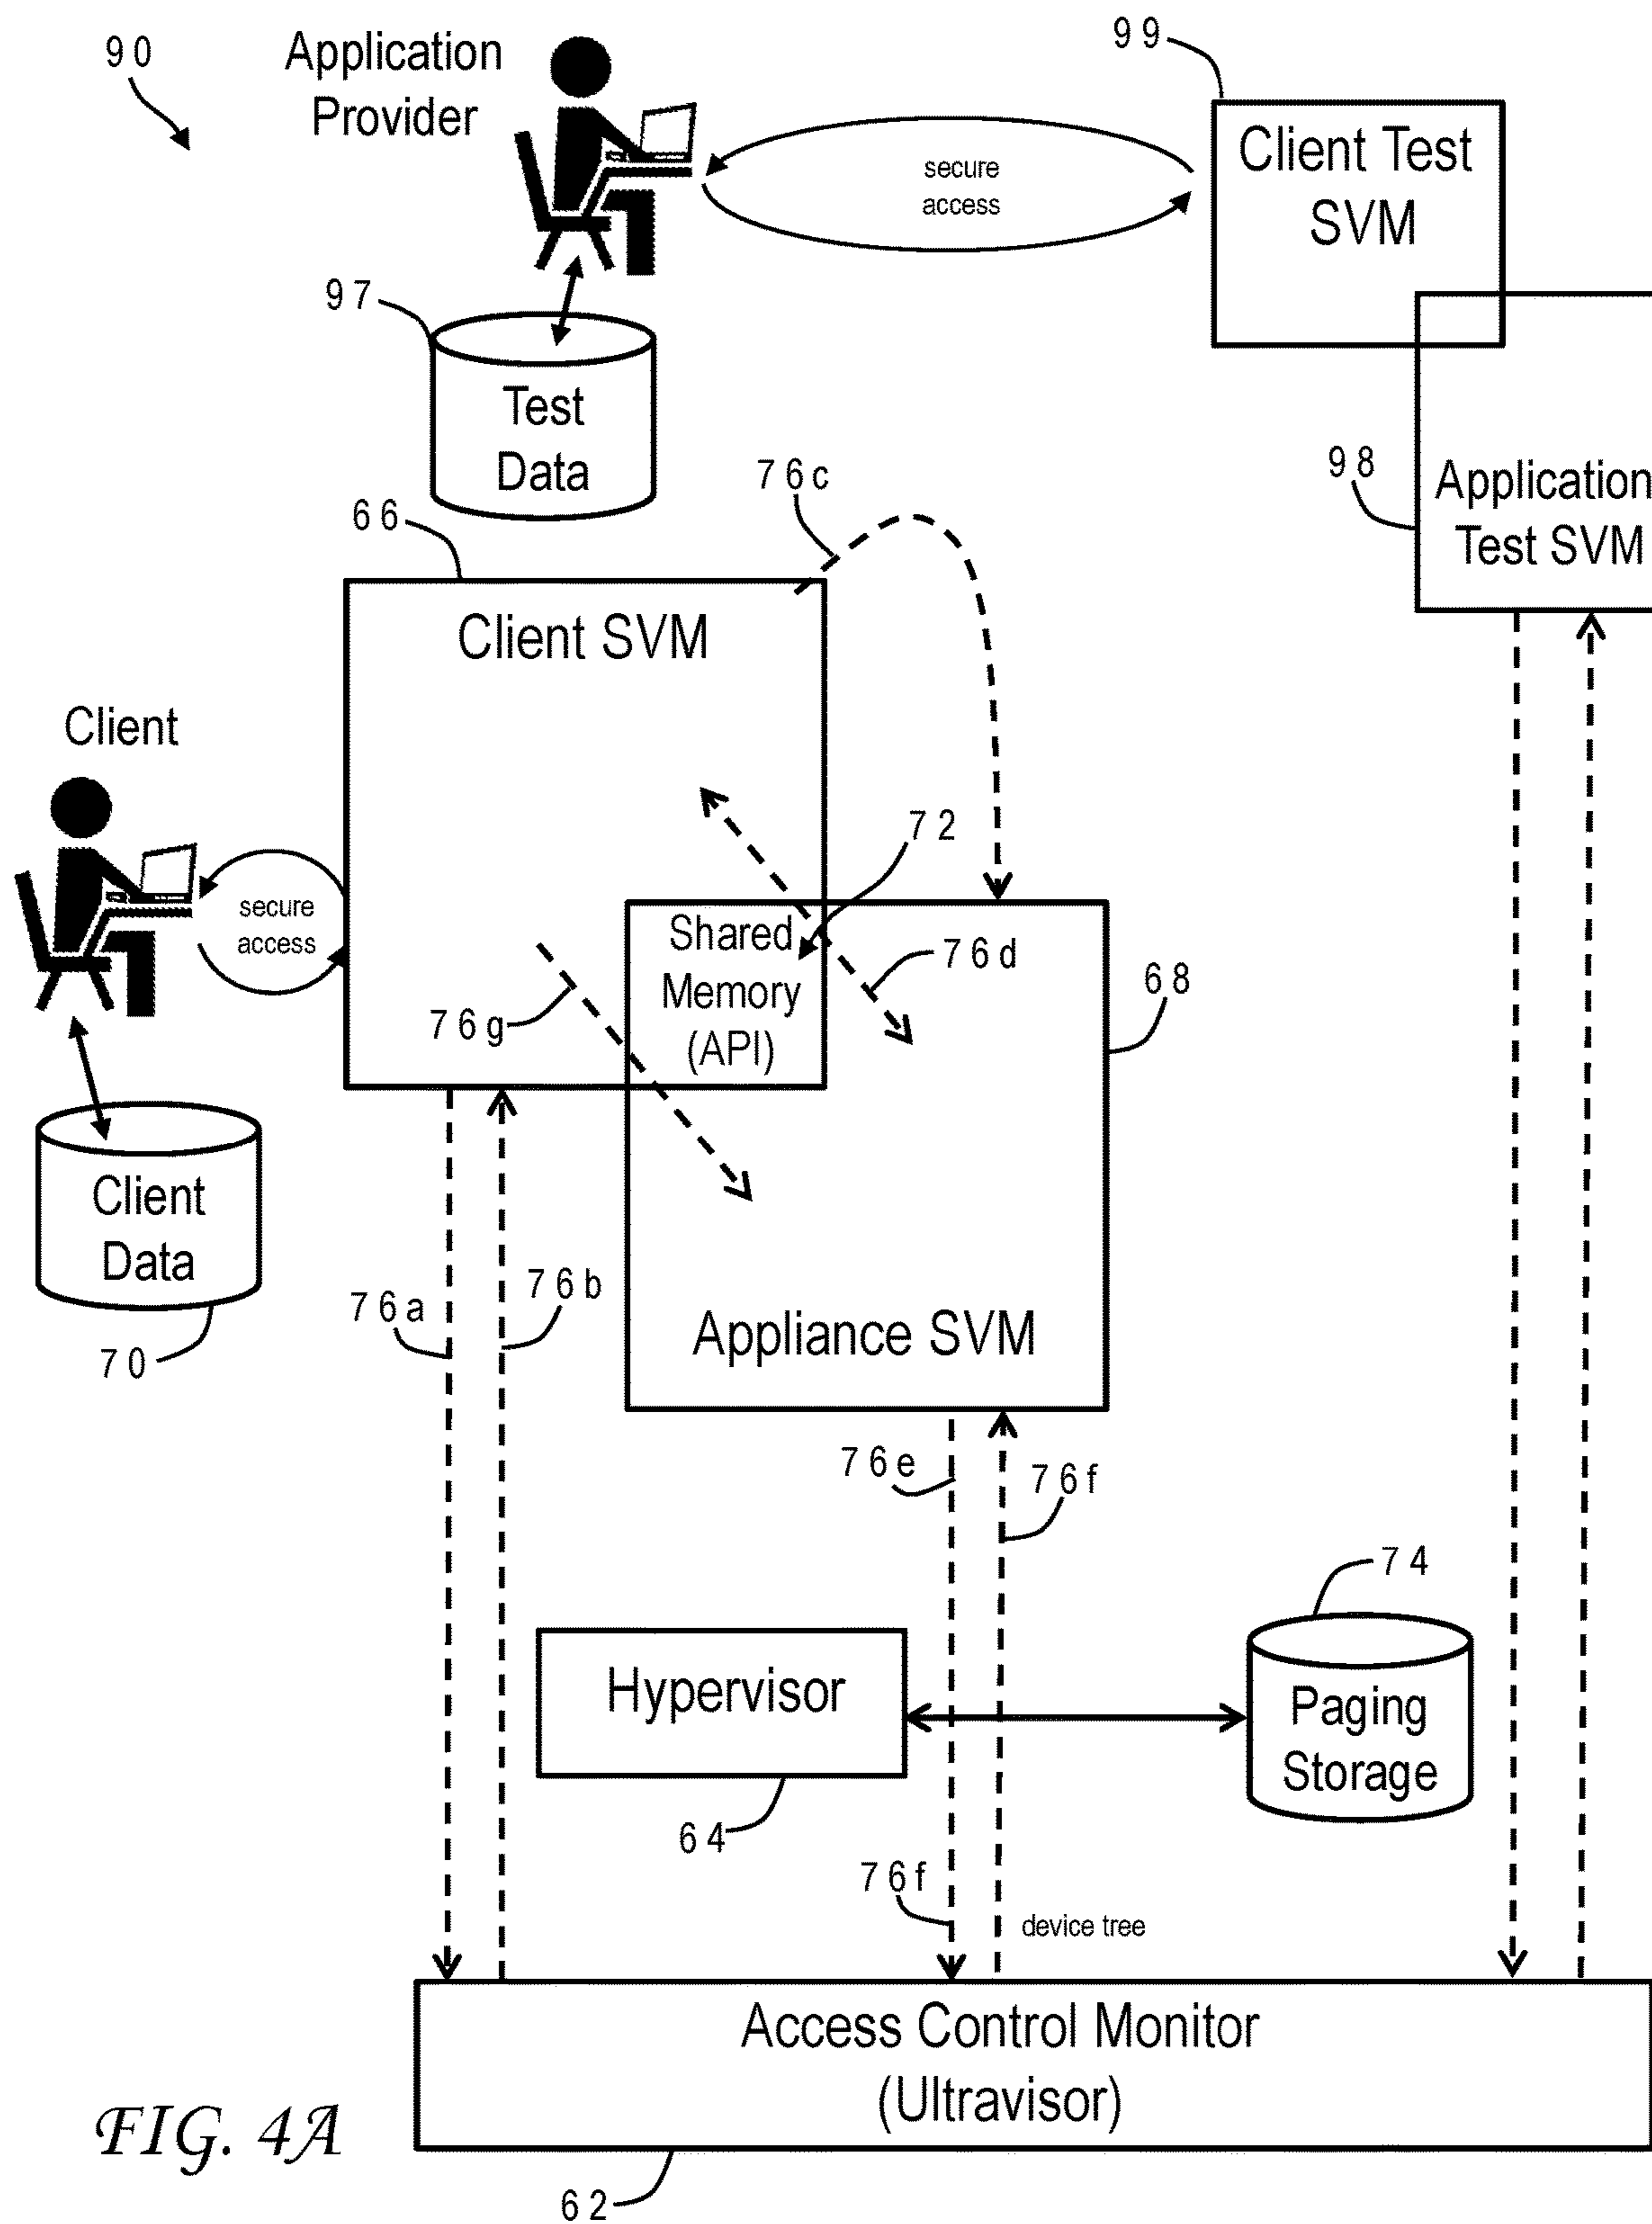 90
Application
Provider
99
Client Test
SVM
secure
access
97
Test
Data
98
Application
Test SVM
76c
66
Client SVM
Client
72
secure
access
Shared
Memory
(API)
76d
68
76g
Client
Data
70
76a
76b
Appliance SVM
76e
76f
74
Hypervisor
Paging
Storage
64
76f
device tree
Access Control Monitor
(Ultravisor)
FIG. 4A
62